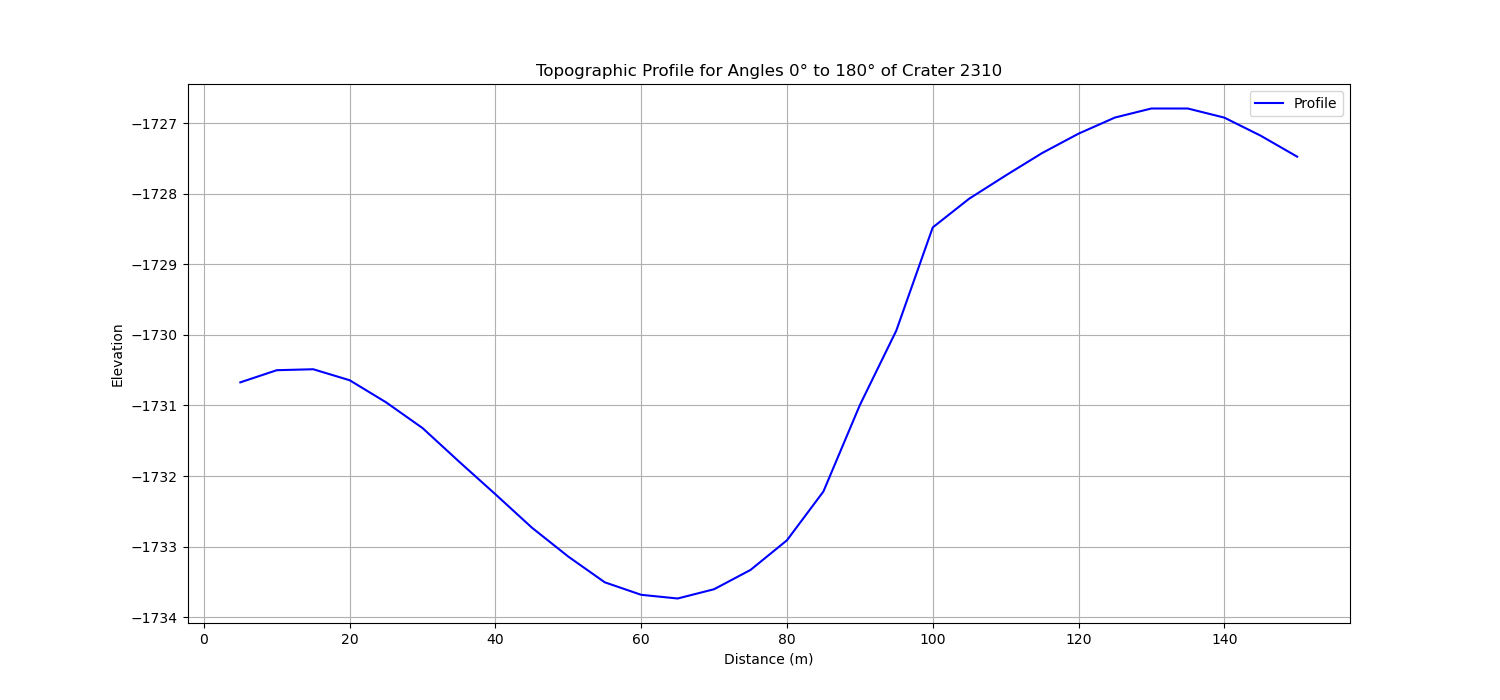 Topographic Profile for Angles 0° to 180° of Crater 2310
Profile
−1727
−1728
−1729
−1730
−1731
−1732
−1733
−1734
Elevation
0 20 40 60 80 100 120 140
Distance (m)